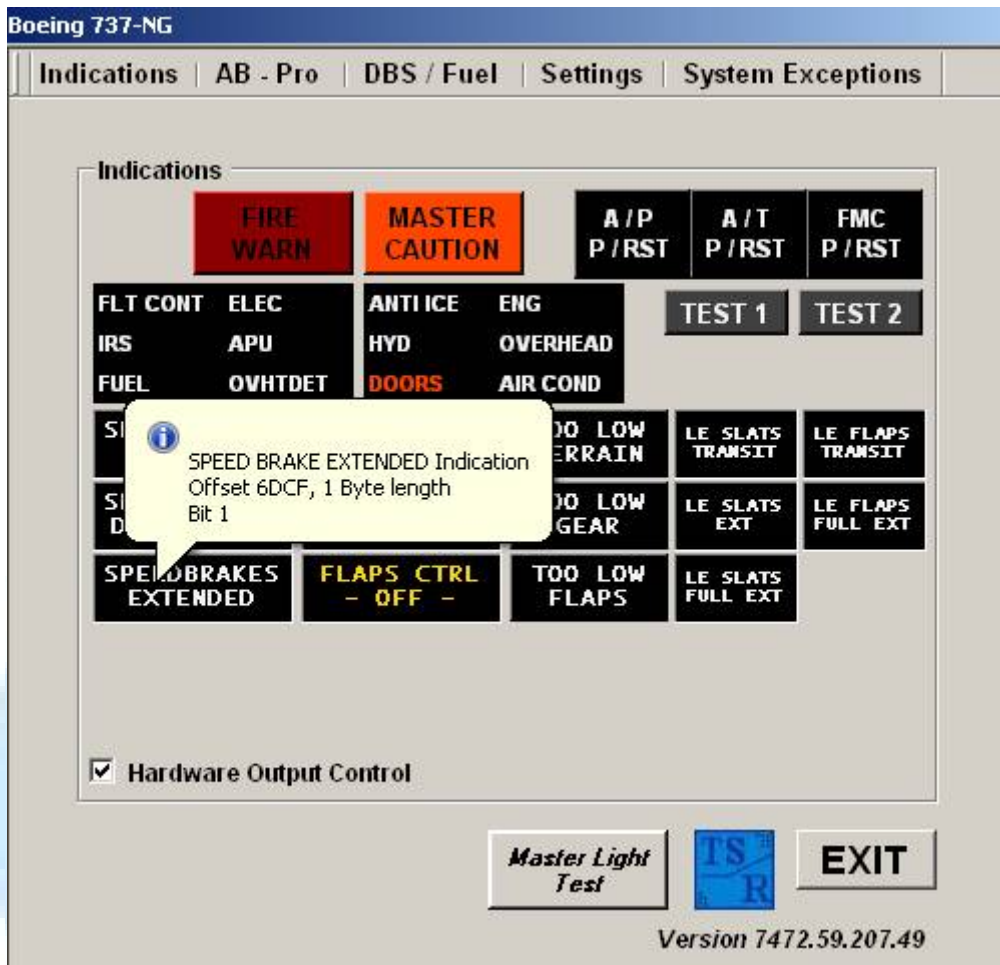 Boeing 737-NG
Indications | AB - Pro | DBS / Fuel | Settings | System Exceptions
Indications
FIRE WARN
MASTER CAUTION
A / P P / RST
A / T P / RST
FMC P / RST
FLT CONT ELEC
IRS APU
FUEL OVHTDET
ANTI ICE ENG
HYD OVERHEAD
DOORS AIR COND
TEST 1 TEST 2
SPEED BRAKE EXTENDED Indication
Offset 6DCF, 1 Byte length
Bit 1
LE SLATS TRANSIT
LE FLAPS TRANSIT
GEAR
LE SLATS EXT
LE FLAPS FULL EXT
SPEEDBRAKES EXTENDED
FLAPS CTRL - OFF -
TOO LOW FLAPS
LE SLATS FULL EXT
Hardware Output Control
Master Light Test
TS R
EXIT
Version 7472.59.207.49